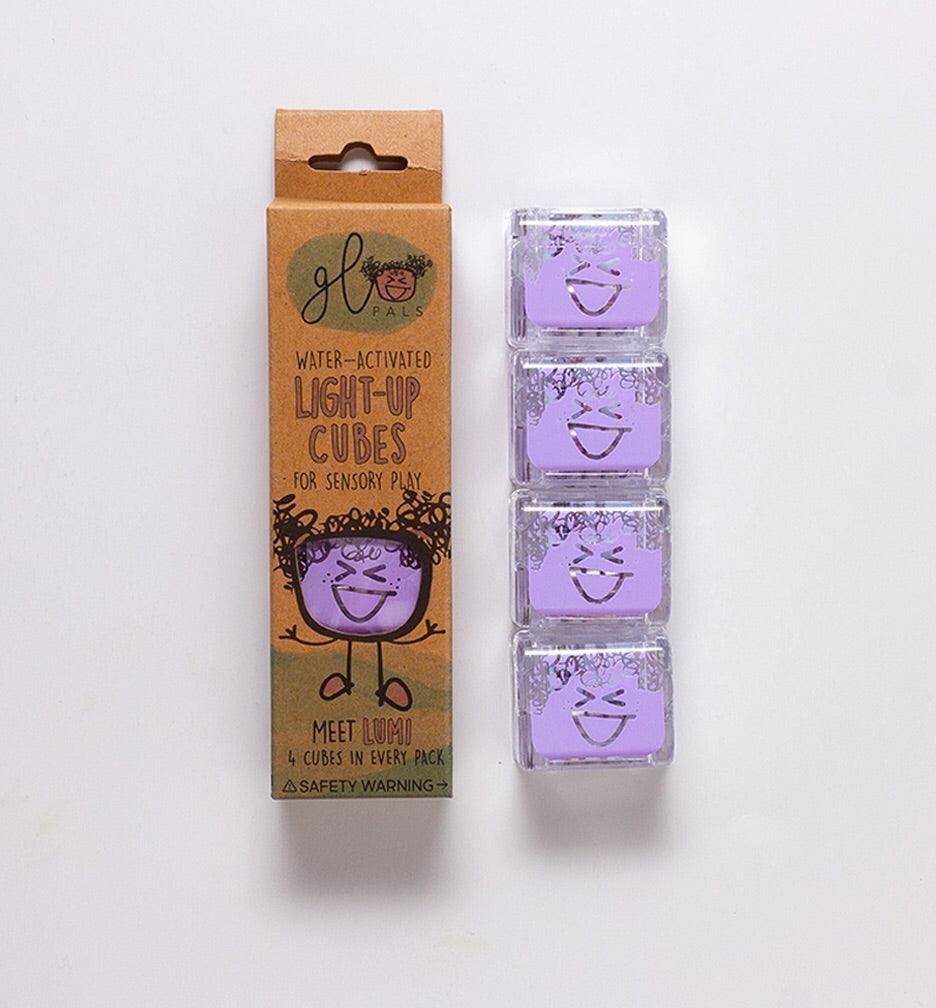 glo
PALS
WATER-ACTIVATED
LIGHT-UP
CUBES
FOR SENSORY PLAY
MEET LUMI
4 CUBES IN EVERY PACK
⚠SAFETY WARNING→